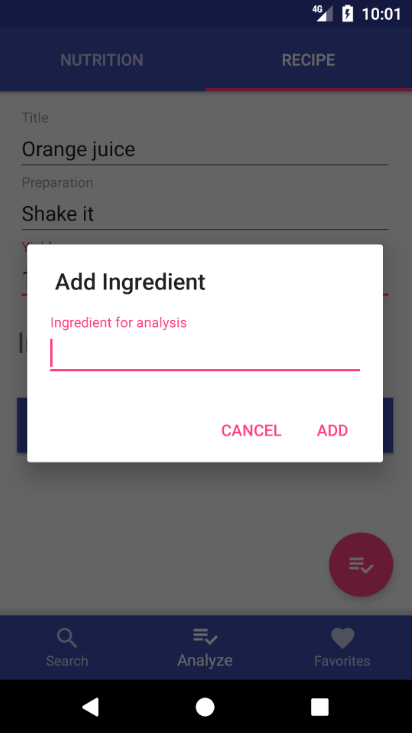 4G 10:01
NUTRITION RECIPE
Title
Orange juice
Preparation
Shake it
Add Ingredient
Ingredient for analysis
CANCEL ADD
Search Analyze Favorites